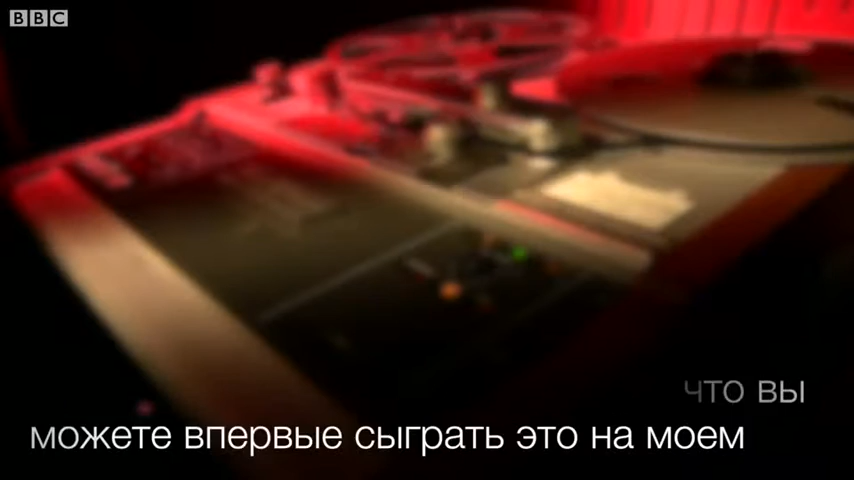 BBC
что вы
можете впервые сыграть это на моем